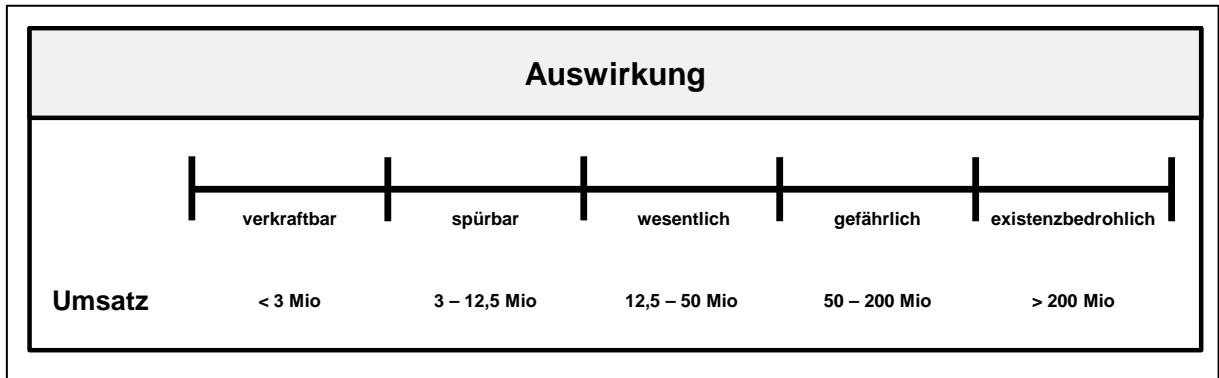 Auswirkung
verkraftbar spürbar wesentlich gefährlich existenzbedrohlich
Umsatz < 3 Mio 3 – 12,5 Mio 12,5 – 50 Mio 50 – 200 Mio > 200 Mio